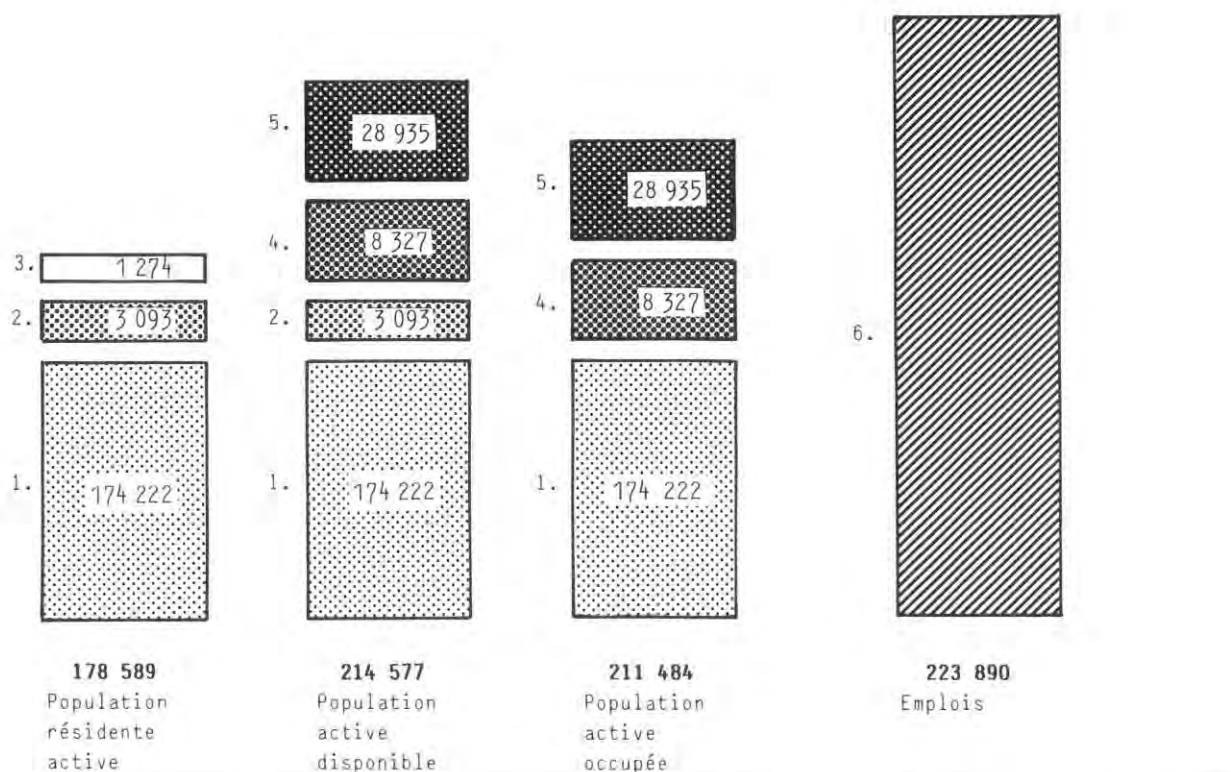 3. 1 274
2. 3 093
1. 174 222
178 589
Population
résidente
active
5. 28 935
4. 8 327
2. 3 093
1. 174 222
214 577
Population
active
disponible
5. 28 935
4. 8 327
1. 174 222
211 484
Population
active
occupée
6.
223 890
Emplois